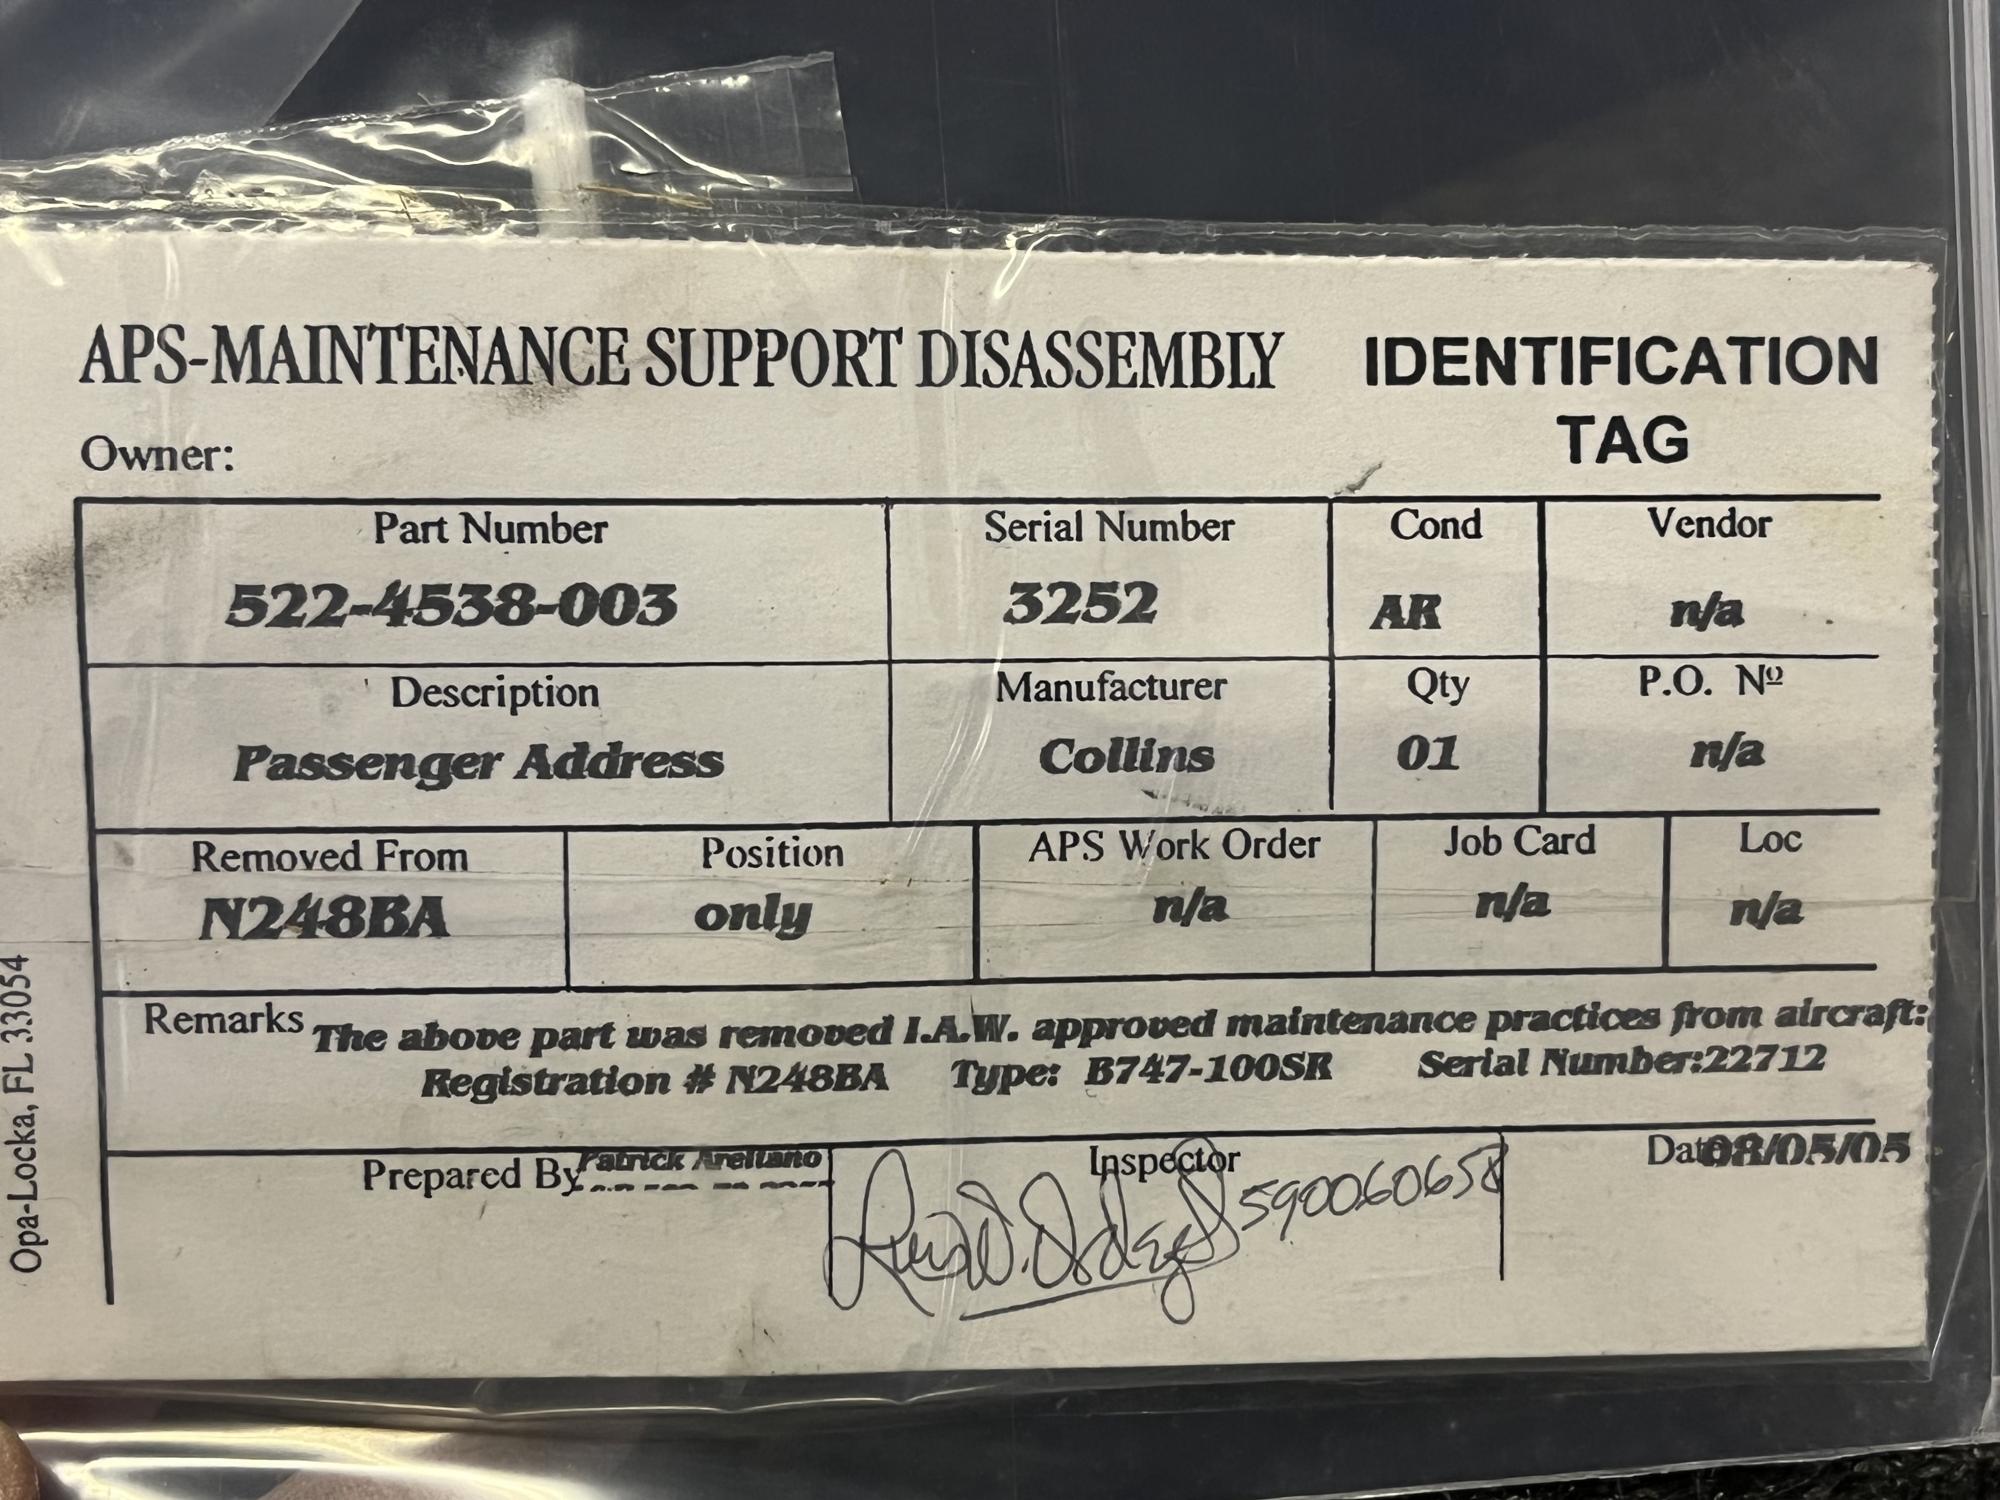 APS-MAINTENANCE SUPPORT DISASSEMBLY IDENTIFICATION
TAG
Owner:
Part Number Serial Number Cond Vendor
522-4538-003 3252 AR n/a
Description Manufacturer Qty P.O. Nº
Passenger Address Collins 01 n/a
Removed From Position APS Work Order Job Card Loc
N248BA only n/a n/a n/a
Remarks The above part was removed I.A.W. approved maintenance practices from aircraft:
Registration # N248BA Type: B747-100SR Serial Number:22712
Prepared By Patrick Arellano Inspector Date 08/05/05
590060658
Opa-Locka, FL 33054